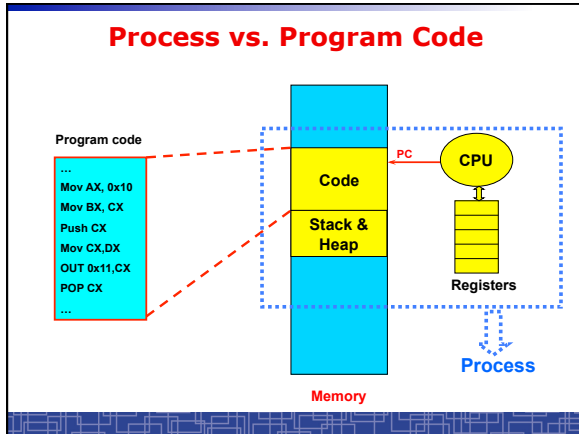 Process vs. Program Code
Program code
...
Mov AX, 0x10
Mov BX, CX
Push CX
Mov CX,DX
OUT 0x11,CX
POP CX
...
Code
Stack &
Heap
PC
CPU
Registers
Process
Memory